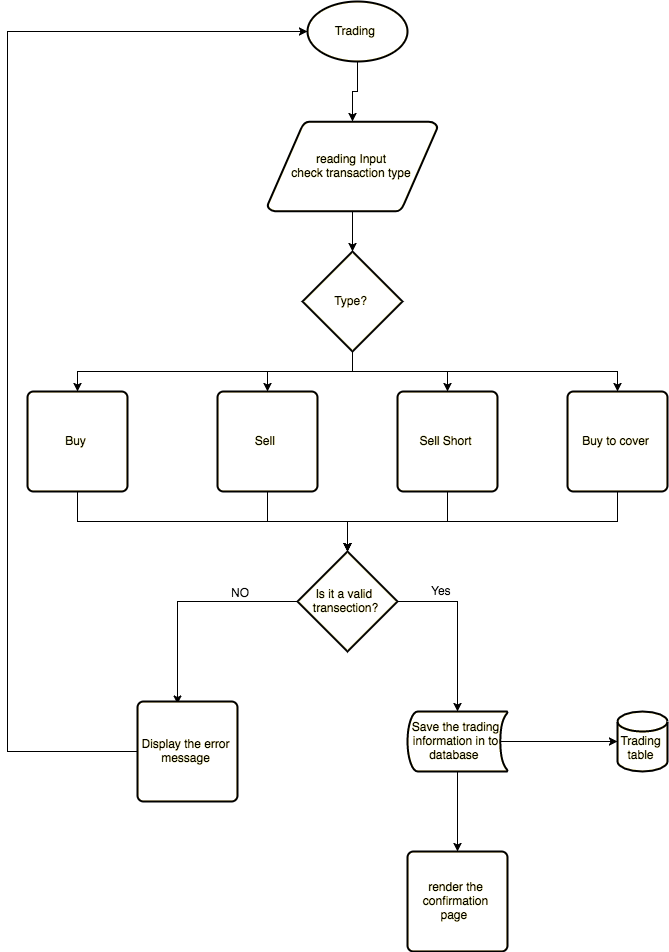 Trading
reading Input
check transaction type
Type?
Buy
Sell
Sell Short
Buy to cover
Is it a valid
transection?
NO
Yes
Display the error
message
Save the trading
information in to
database
Trading
table
render the
confirmation
page